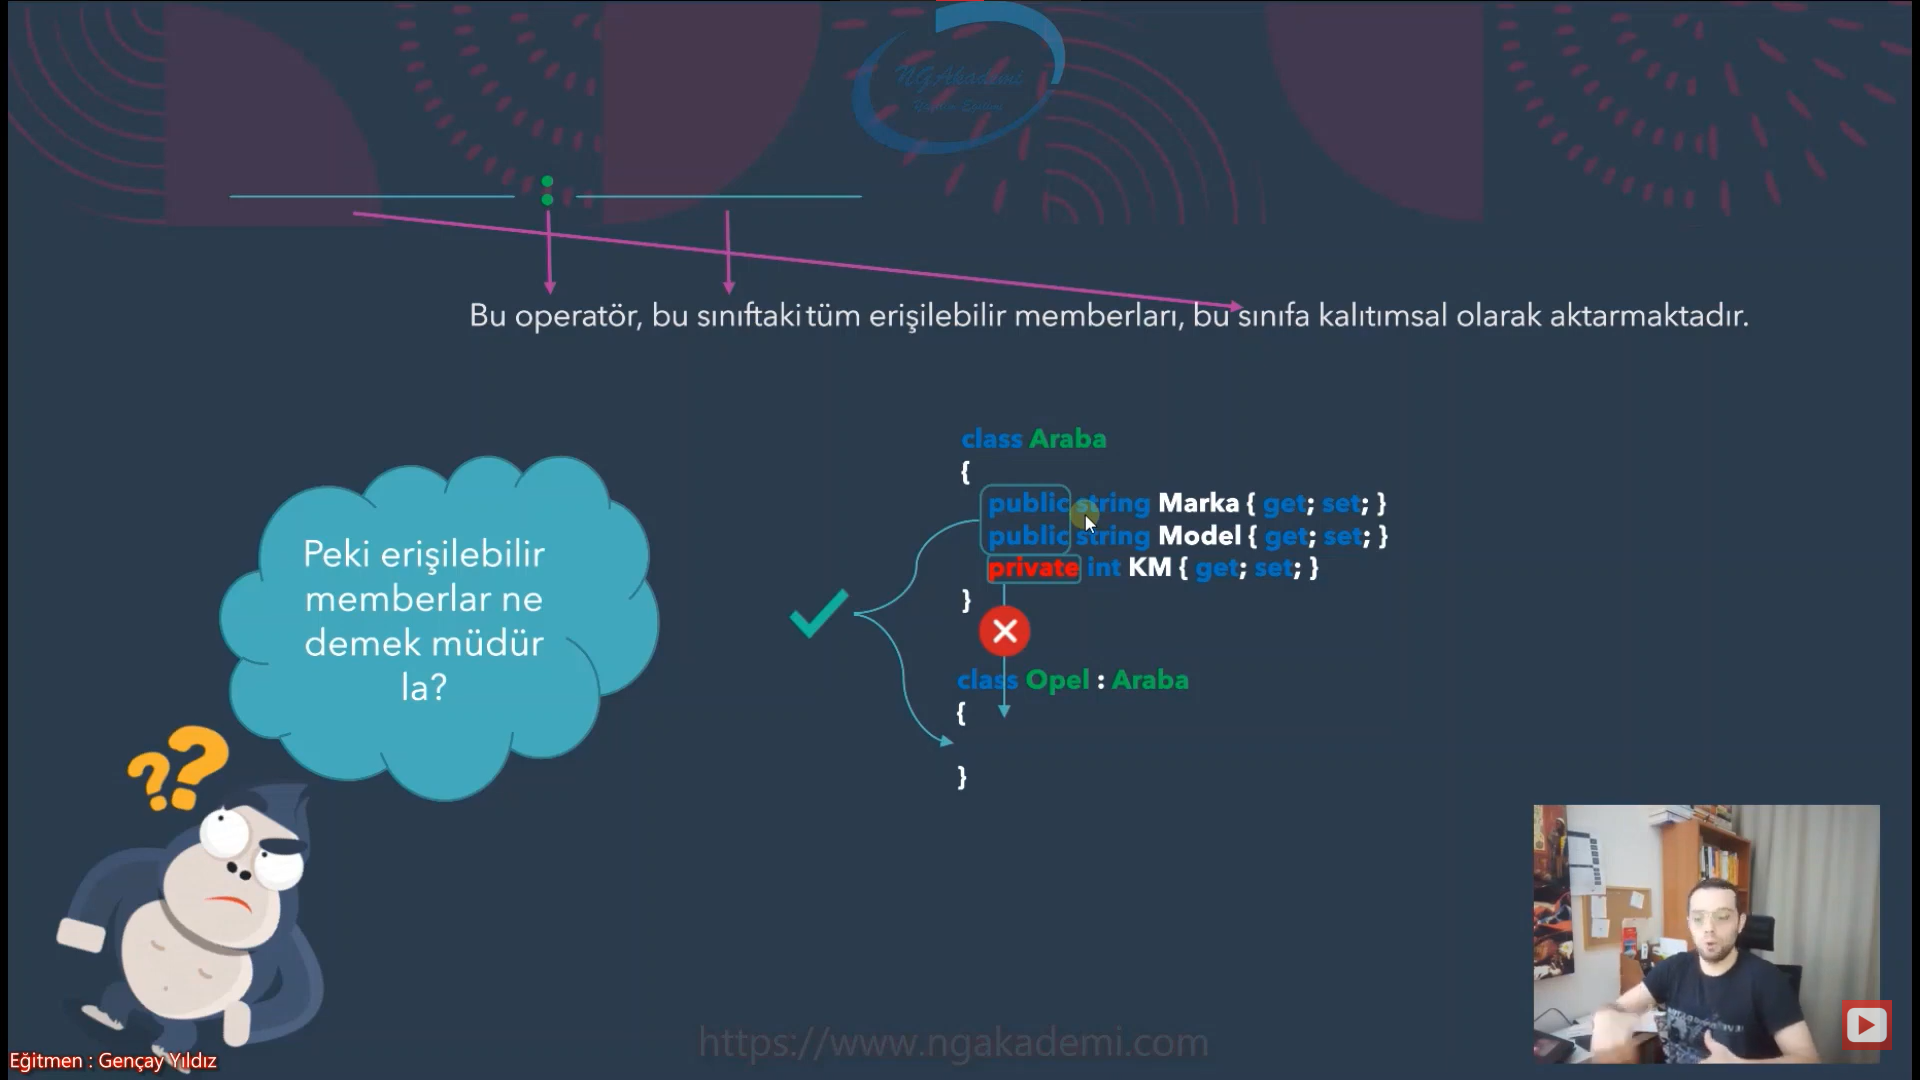 NGAkademi
Bu operatör, bu sınıftaki tüm erişilebilir memberları, bu sınıfa kalıtımsal olarak aktarmaktadır.
Peki erişilebilir
memberlar ne
demek müdür
la?
??
class Araba
{
public string Marka { get; set; }
public string Model { get; set; }
private int KM { get; set; }
}
class Opel : Araba
{
}
https://www.ngakademi.com
Eğitmen : Gençay Yıldız